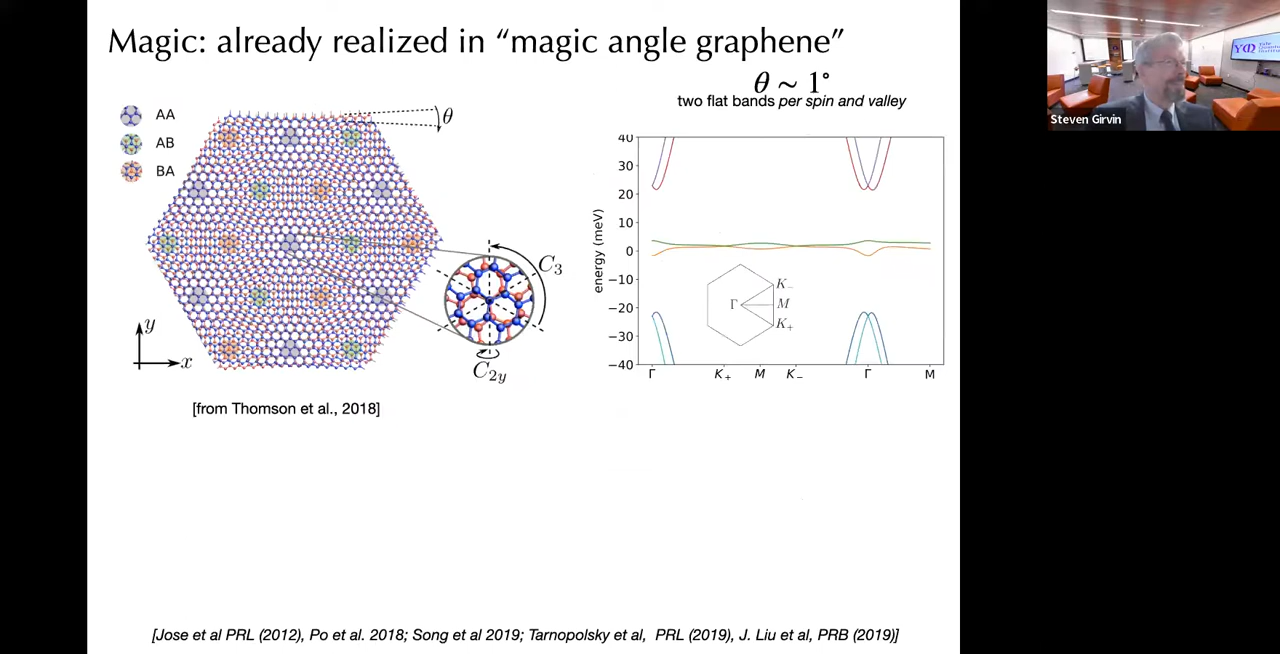 Magic: already realized in “magic angle graphene”
θ ~ 1°
two flat bands per spin and valley
AA
AB
BA
θ
C3
C2y
y
x
[from Thomson et al., 2018]
energy (meV)
40
30
20
10
0
−10
−20
−30
−40
K−
Γ
M
K+
Γ
K+
M
K−
Γ
M
[Jose et al PRL (2012), Po et al. 2018; Song et al 2019; Tarnopolsky et al, PRL (2019), J. Liu et al, PRB (2019)]
Steven Girvin